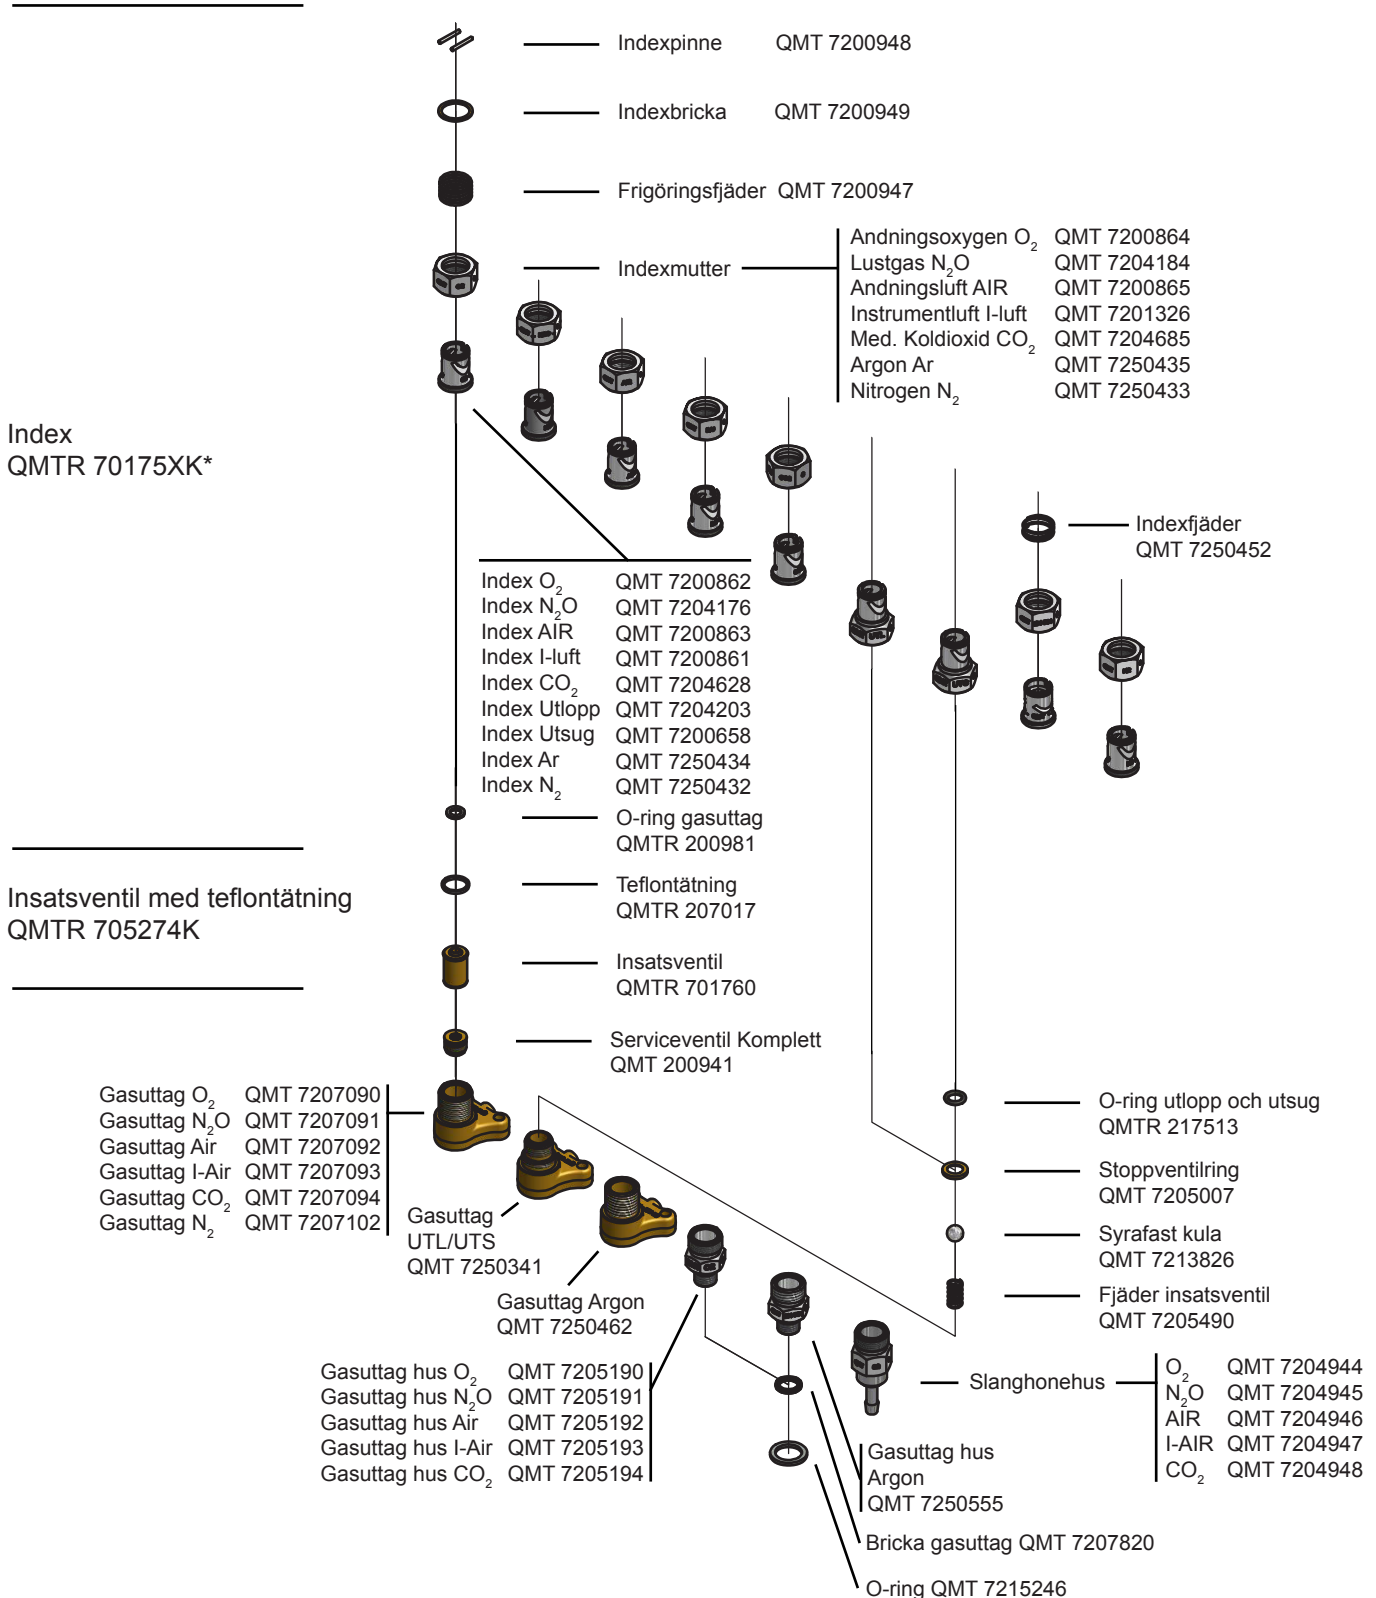 Indexpinne QMT 7200948
Indexbricka QMT 7200949
Frigöringsfjäder QMT 7200947
Indexmutter
Andningsoxygen O₂ QMT 7200864
Lustgas N₂O QMT 7204184
Andningsluft AIR QMT 7200865
Instrumentluft I-luft QMT 7201326
Med. Koldioxid CO₂ QMT 7204685
Argon Ar QMT 7250435
Nitrogen N₂ QMT 7250433
Index
QMTR 70175XK*
Indexfjäder
QMT 7250452
Index O₂ QMT 7200862
Index N₂O QMT 7204176
Index AIR QMT 7200863
Index I-luft QMT 7200861
Index CO₂ QMT 7204628
Index Utlopp QMT 7204203
Index Utsug QMT 7200658
Index Ar QMT 7250434
Index N₂ QMT 7250432
O-ring gasuttag
QMTR 200981
Insatsventil med teflontätning
QMTR 705274K
Teflontätning
QMTR 207017
Insatsventil
QMTR 701760
Serviceventil Komplett
QMT 200941
Gasuttag O₂ QMT 7207090
Gasuttag N₂O QMT 7207091
Gasuttag Air QMT 7207092
Gasuttag I-Air QMT 7207093
Gasuttag CO₂ QMT 7207094
Gasuttag N₂ QMT 7207102
O-ring utlopp och utsug
QMTR 217513
Stoppventilring
QMT 7205007
Syrafast kula
QMT 7213826
Fjäder insatsventil
QMT 7205490
Gasuttag
UTL/UTS
QMT 7250341
Gasuttag Argon
QMT 7250462
Gasuttag hus O₂ QMT 7205190
Gasuttag hus N₂O QMT 7205191
Gasuttag hus Air QMT 7205192
Gasuttag hus I-Air QMT 7205193
Gasuttag hus CO₂ QMT 7205194
Slanghonehus
O₂ QMT 7204944
N₂O QMT 7204945
AIR QMT 7204946
I-AIR QMT 7204947
CO₂ QMT 7204948
Gasuttag hus
Argon
QMT 7250555
Bricka gasuttag QMT 7207820
O-ring QMT 7215246